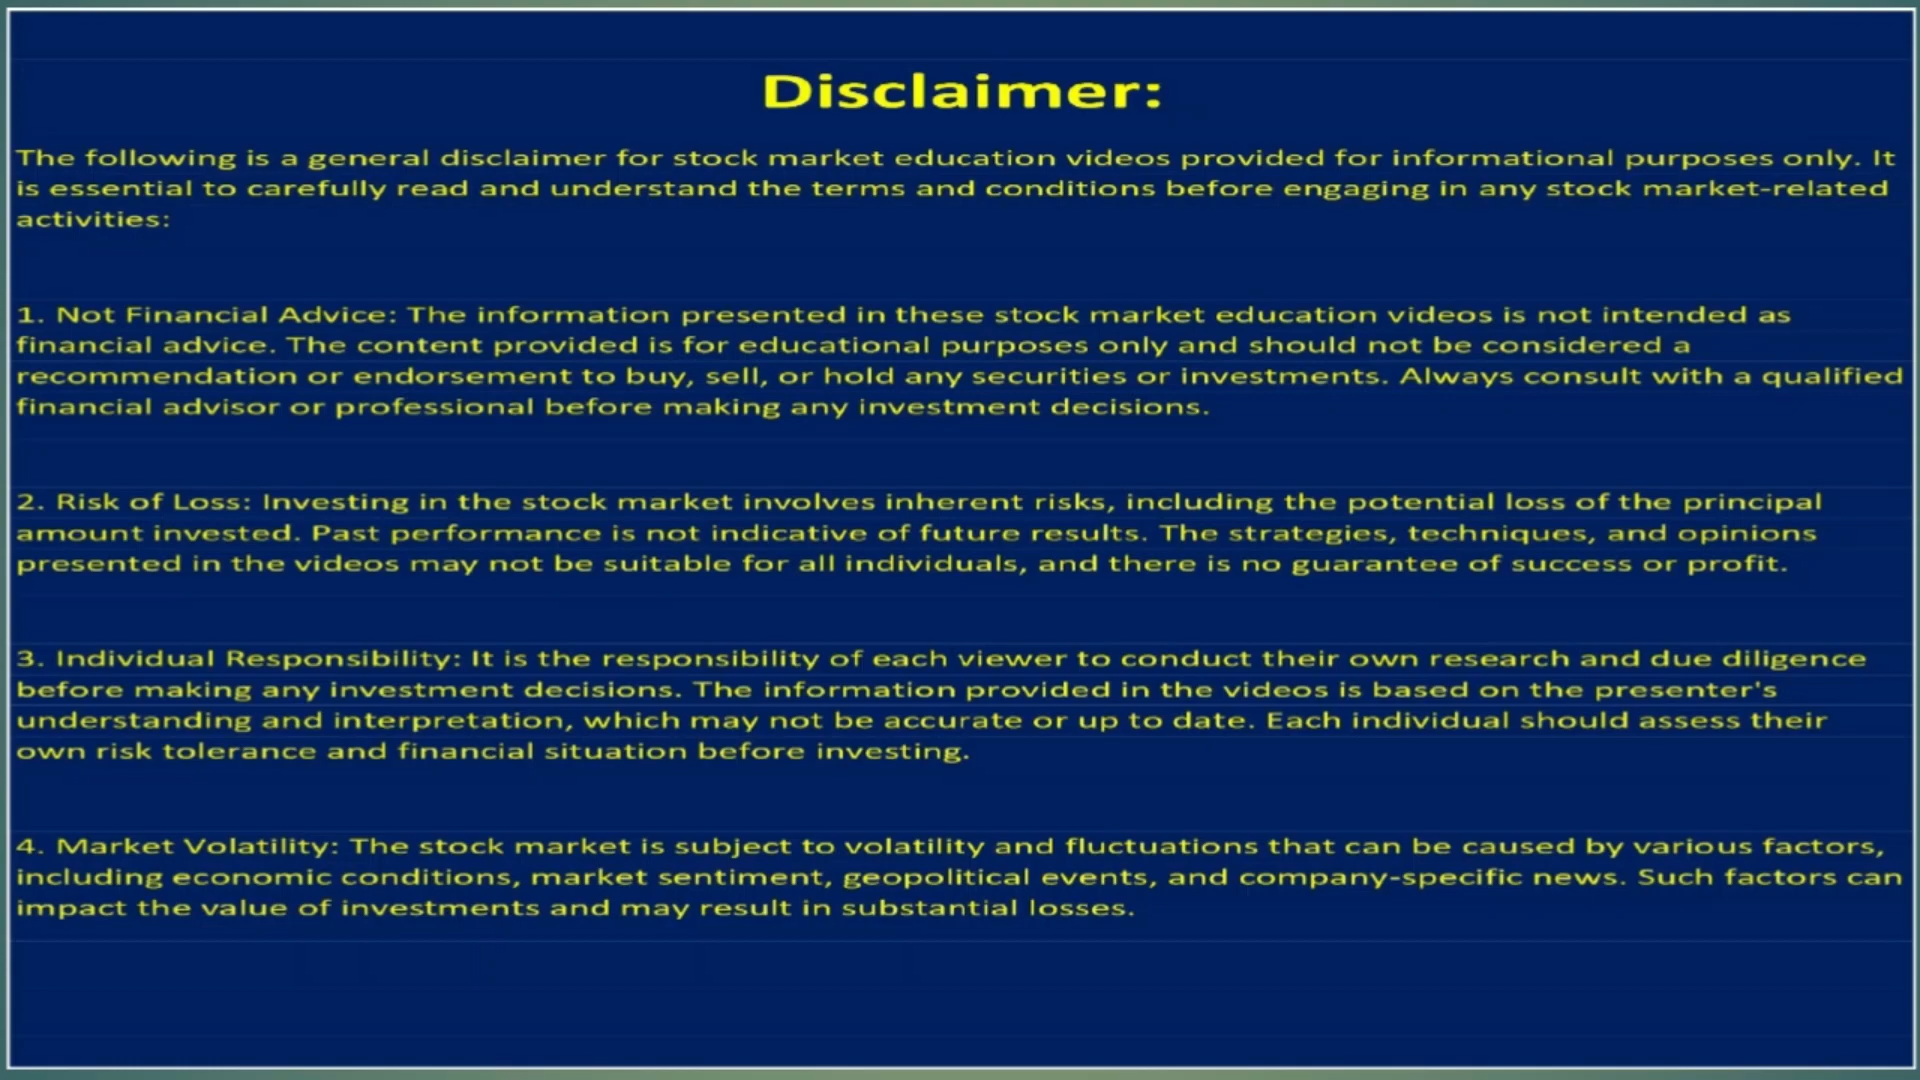 Disclaimer:
The following is a general disclaimer for stock market education videos provided for informational purposes only. It
is essential to carefully read and understand the terms and conditions before engaging in any stock market-related
activities:
1. Not Financial Advice: The information presented in these stock market education videos is not intended as
financial advice. The content provided is for educational purposes only and should not be considered a
recommendation or endorsement to buy, sell, or hold any securities or investments. Always consult with a qualified
financial advisor or professional before making any investment decisions.
2. Risk of Loss: Investing in the stock market involves inherent risks, including the potential loss of the principal
amount invested. Past performance is not indicative of future results. The strategies, techniques, and opinions
presented in the videos may not be suitable for all individuals, and there is no guarantee of success or profit.
3. Individual Responsibility: It is the responsibility of each viewer to conduct their own research and due diligence
before making any investment decisions. The information provided in the videos is based on the presenter's
understanding and interpretation, which may not be accurate or up to date. Each individual should assess their
own risk tolerance and financial situation before investing.
4. Market Volatility: The stock market is subject to volatility and fluctuations that can be caused by various factors,
including economic conditions, market sentiment, geopolitical events, and company-specific news. Such factors can
impact the value of investments and may result in substantial losses.